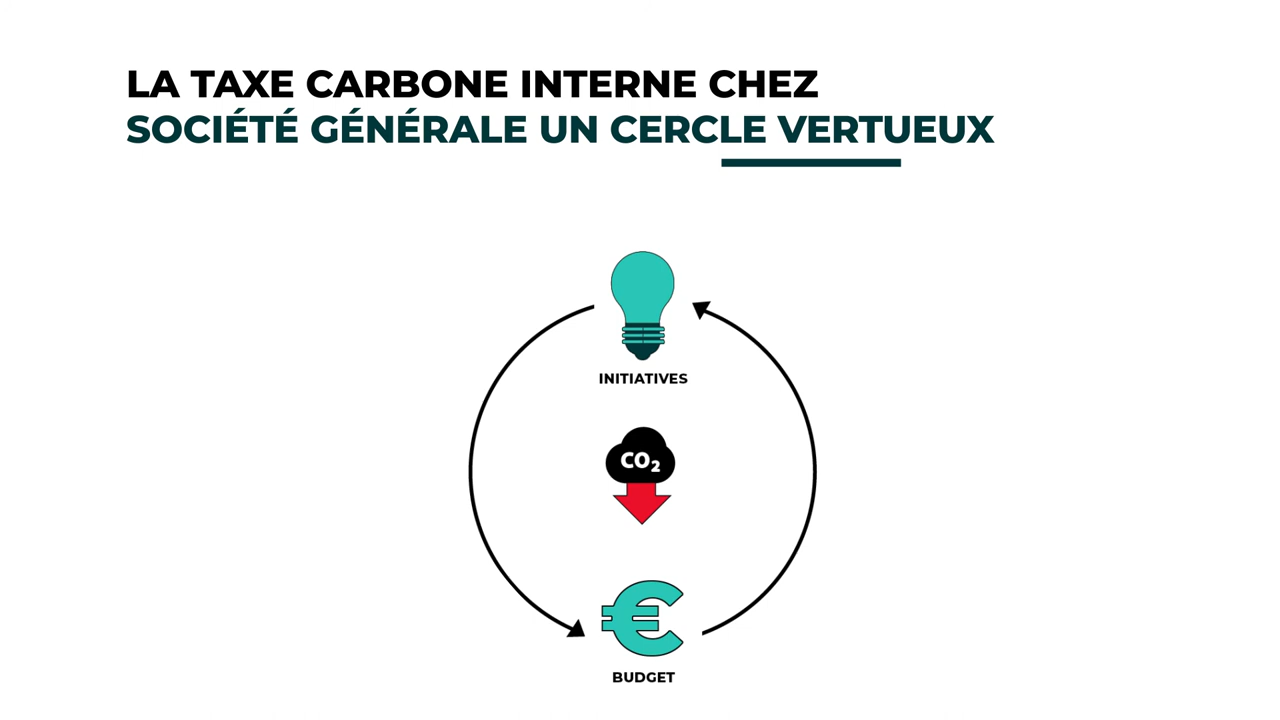 LA TAXE CARBONE INTERNE CHEZ
SOCIÉTÉ GÉNÉRALE UN CERCLE VERTUEUX
INITIATIVES
CO₂
BUDGET